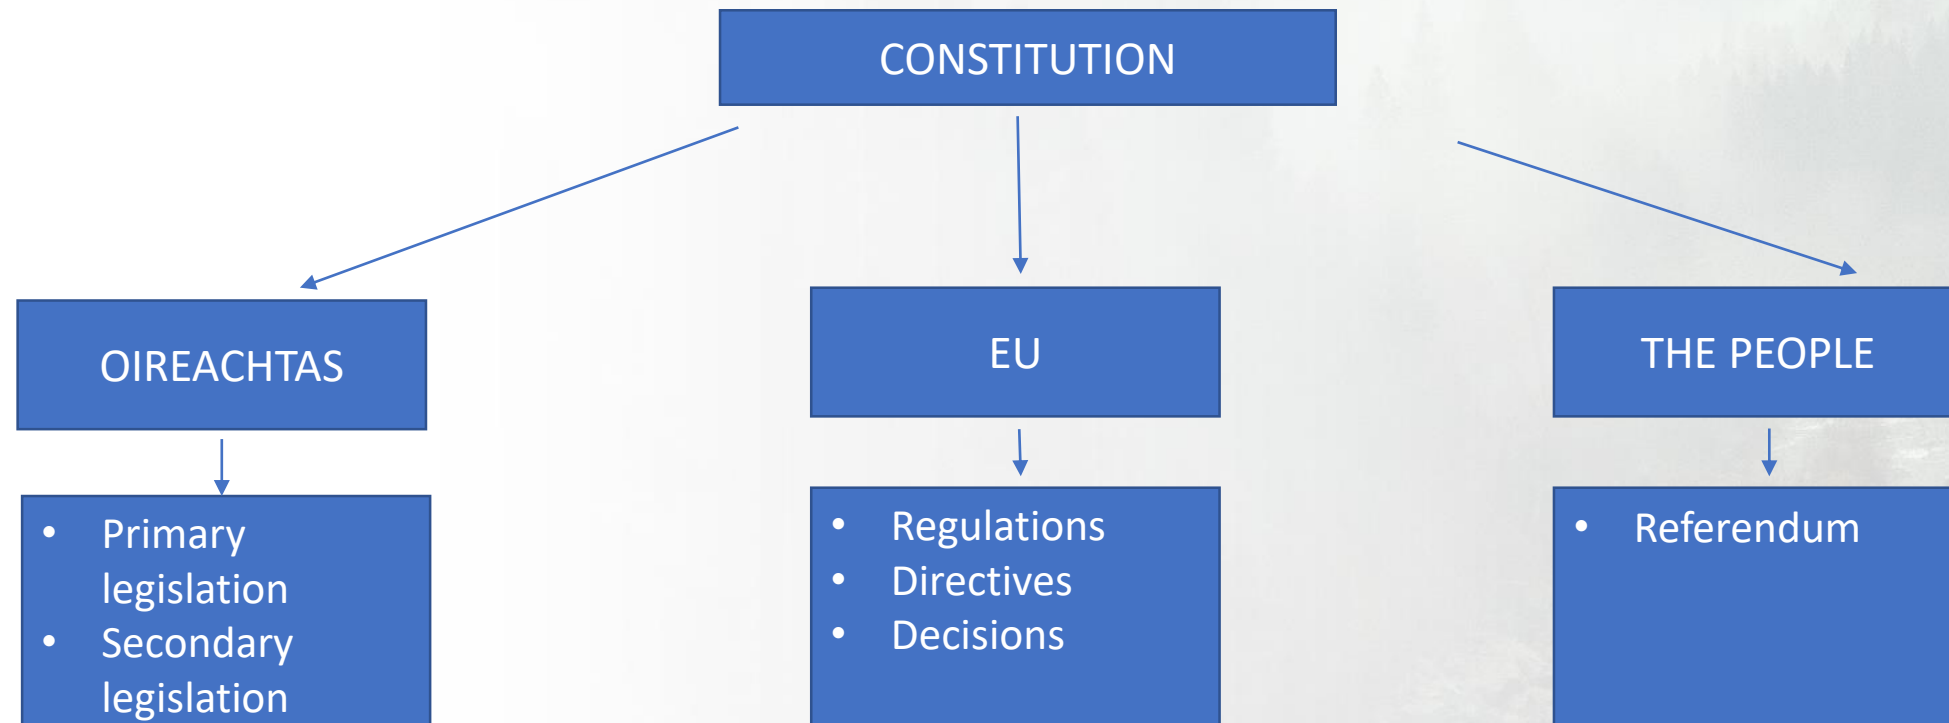 CONSTITUTION
OIREACHTAS
EU
THE PEOPLE
• Primary
legislation
• Secondary
legislation
• Regulations
• Directives
• Decisions
• Referendum